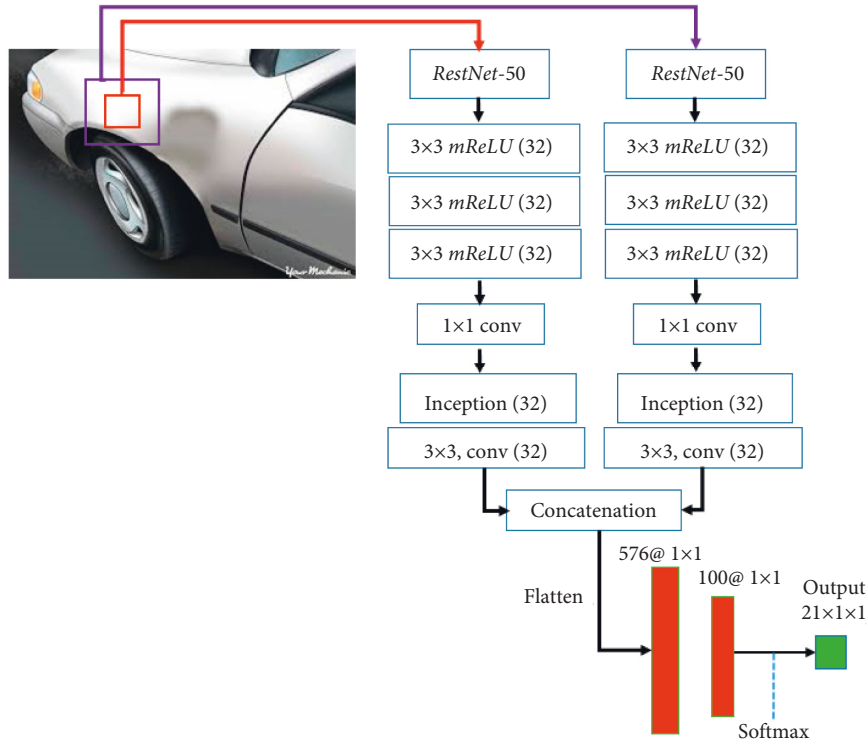 RestNet-50
3×3 mReLU (32)
3×3 mReLU (32)
3×3 mReLU (32)
1×1 conv
Inception (32)
3×3, conv (32)
RestNet-50
3×3 mReLU (32)
3×3 mReLU (32)
3×3 mReLU (32)
1×1 conv
Inception (32)
3×3, conv (32)
Your Mechanic
Concatenation
Flatten
576@ 1×1
100@ 1×1
Output
21×1×1
Softmax